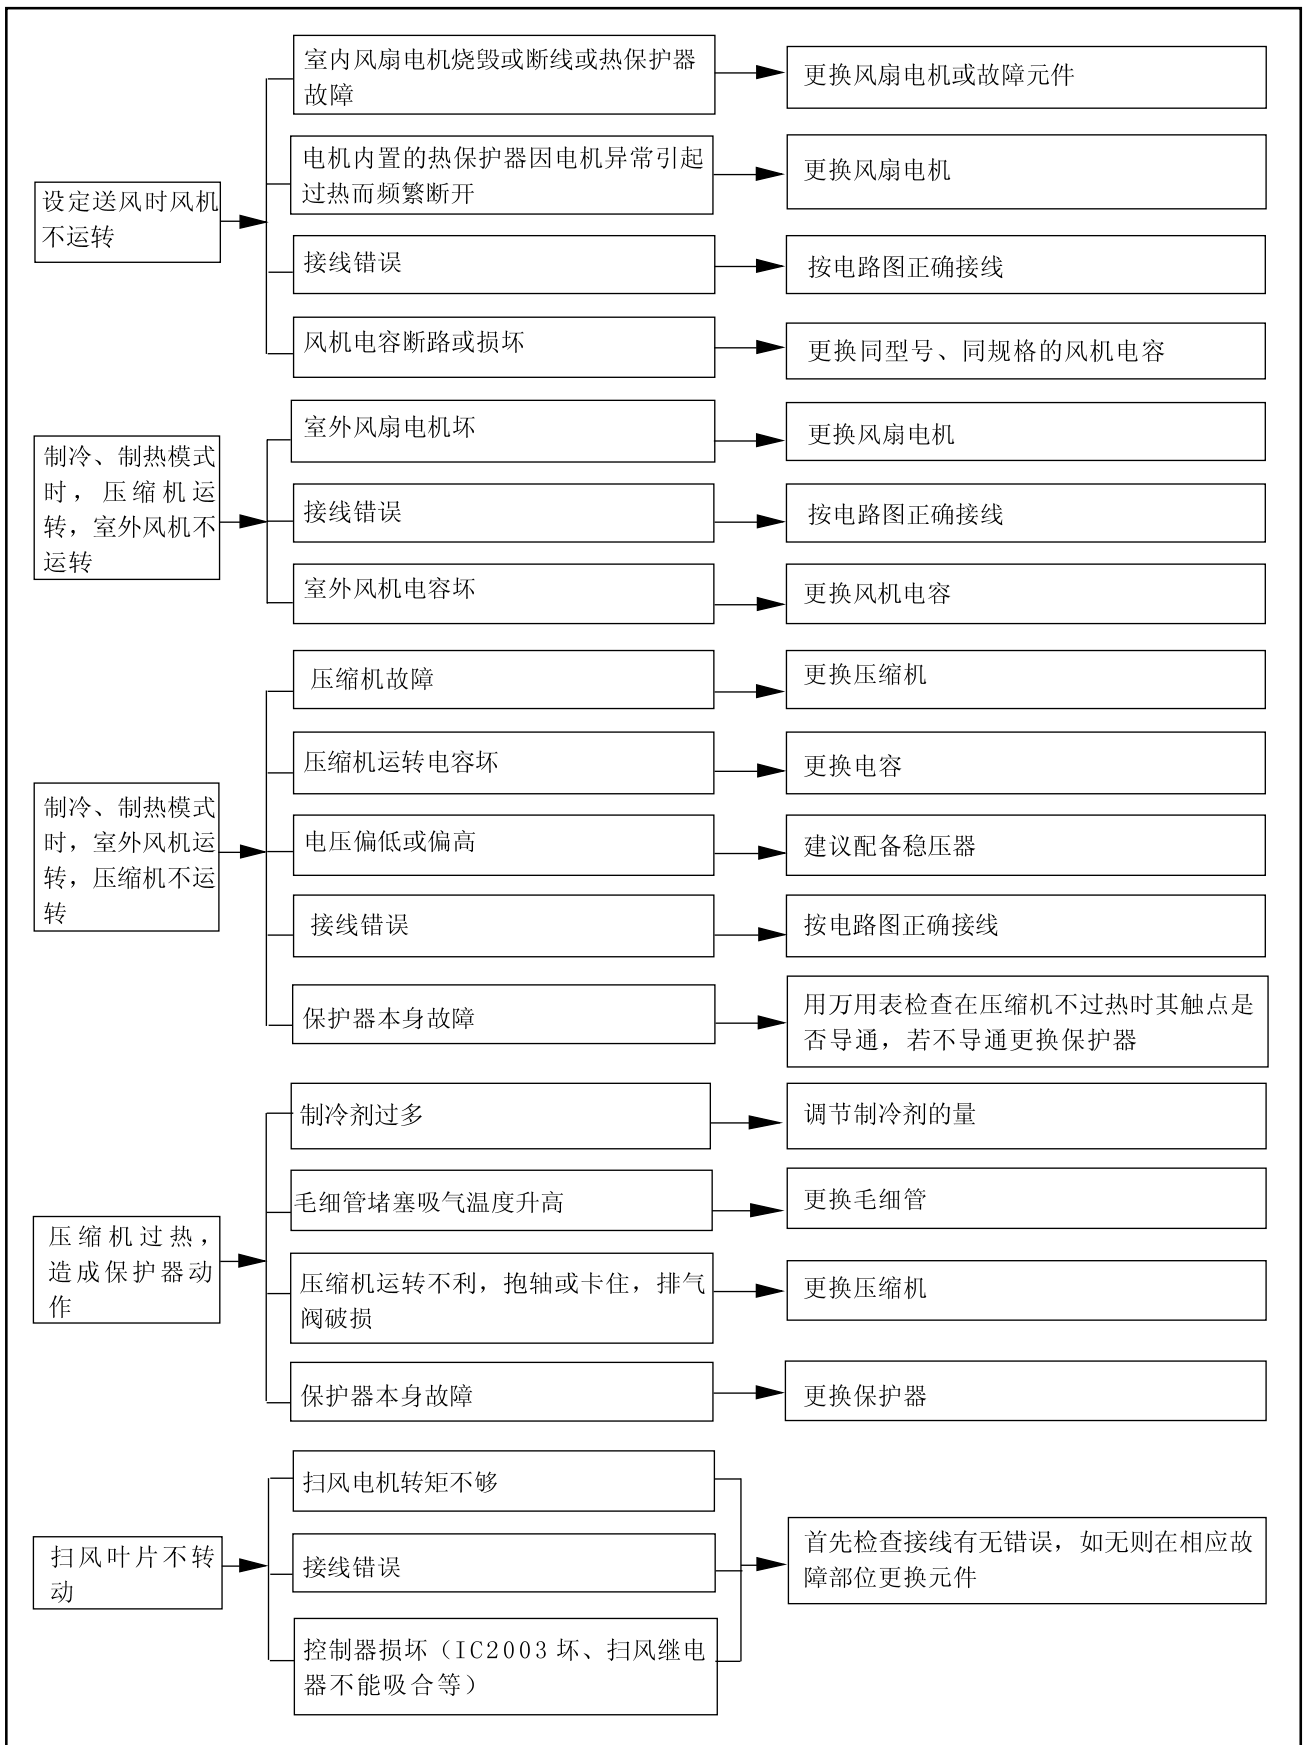 室内风扇电机烧毁或断线或热保护器
故障
更换风扇电机或故障元件
电机内置的热保护器因电机异常引起
过热而频繁断开
更换风扇电机
设定送风时风机
不运转
接线错误
按电路图正确接线
风机电容断路或损坏
更换同型号、同规格的风机电容
制冷、制热模式
时，压缩机运
转，室外风机不
运转
室外风扇电机坏
更换风扇电机
接线错误
按电路图正确接线
室外风机电容坏
更换风机电容
制冷、制热模式
时，室外风机运
转，压缩机不运
转
压缩机故障
更换压缩机
压缩机运转电容坏
更换电容
电压偏低或偏高
建议配备稳压器
接线错误
按电路图正确接线
保护器本身故障
用万用表检查在压缩机不过热时其触点是
否导通，若不导通更换保护器
压缩机过热，
造成保护器动
作
制冷剂过多
调节制冷剂的量
毛细管堵塞吸气温度升高
更换毛细管
压缩机运转不利，抱轴或卡住，排气
阀破损
更换压缩机
保护器本身故障
更换保护器
扫风叶片不转
动
扫风电机转矩不够
接线错误
控制器损坏（IC2003 坏、扫风继电
器不能吸合等）
首先检查接线有无错误，如无则在相应故
障部位更换元件